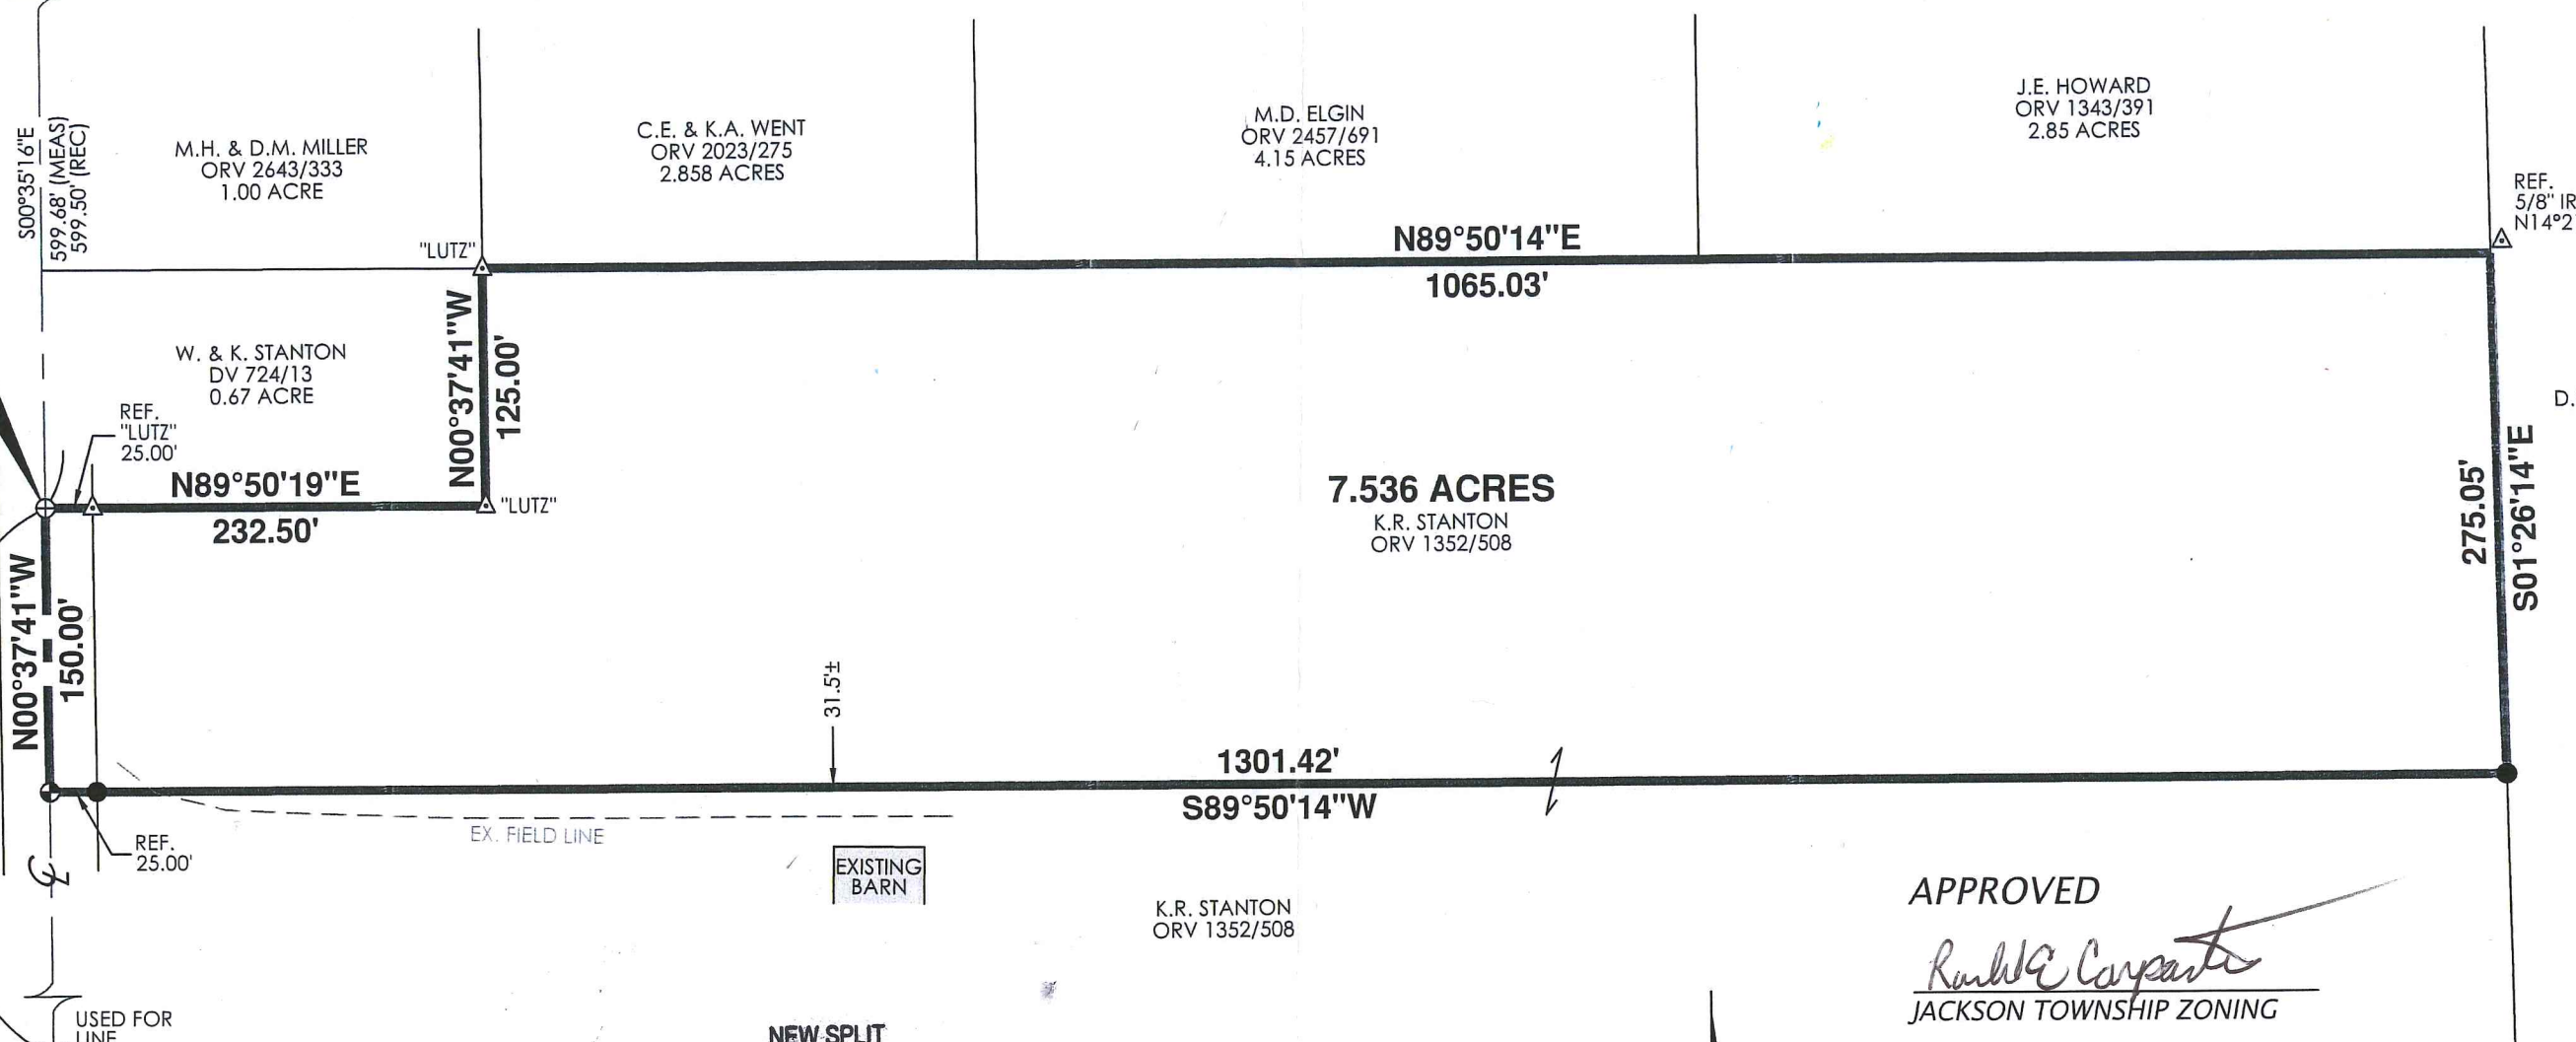 S00°35'16"E
599.68' (MEAS)
599.50' (REC)
M.H. & D.M. MILLER
ORV 2643/333
1.00 ACRE
C.E. & K.A. WENT
ORV 2023/275
2.858 ACRES
M.D. ELGIN
ORV 2457/691
4.15 ACRES
J.E. HOWARD
ORV 1343/391
2.85 ACRES
REF.
5/8" IR
N14°2
"LUTZ"
N89°50'14"E
1065.03'
W. & K. STANTON
DV 724/13
0.67 ACRE
N00°37'41"W
125.00'
REF.
"LUTZ"
25.00'
N89°50'19"E
232.50'
"LUTZ"
7.536 ACRES
K.R. STANTON
ORV 1352/508
D.
275.05'
S01°26'14"E
N00°37'41"W
150.00'
31.5'±
1301.42'
S89°50'14"W
REF.
25.00'
EX. FIELD LINE
EXISTING
BARN
K.R. STANTON
ORV 1352/508
APPROVED
JACKSON TOWNSHIP ZONING
USED FOR
LINE
NEW SPLIT